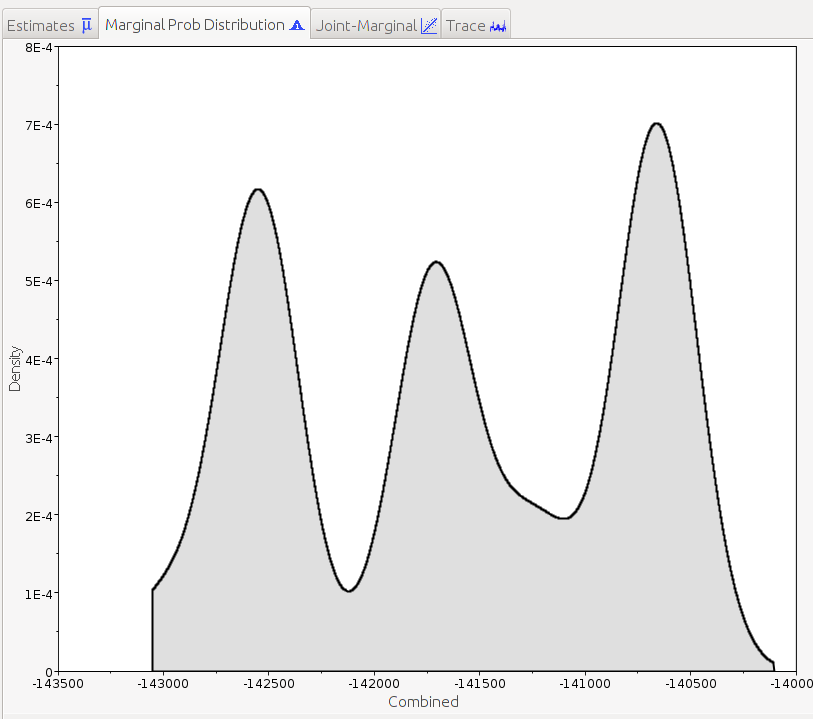 Estimates μ Marginal Prob Distribution Joint-Marginal Trace
8E-4
7E-4
6E-4
5E-4
4E-4
3E-4
2E-4
1E-4
0
Density
-143500 -143000 -142500 -142000 -141500 -141000 -140500 -14000
Combined